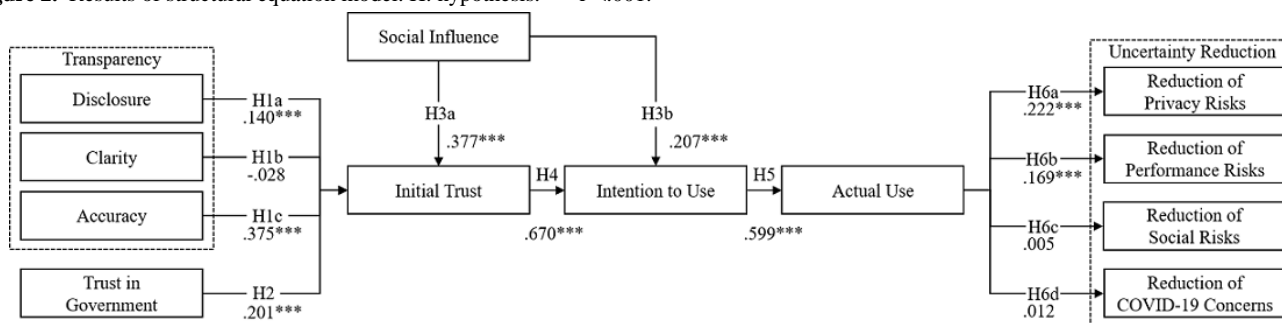 Social Influence
Transparency
Uncertainty Reduction
Disclosure
H1a
.140***
Clarity
H1b
-.028
Accuracy
H1c
.375***
Trust in
Government
H2
.201***
H3a
.377***
H3b
.207***
Initial Trust
H4
.670***
Intention to Use
H5
.599***
Actual Use
H6a
.222***
Reduction of
Privacy Risks
H6b
.169***
Reduction of
Performance Risks
H6c
.005
Reduction of
Social Risks
H6d
.012
Reduction of
COVID-19 Concerns